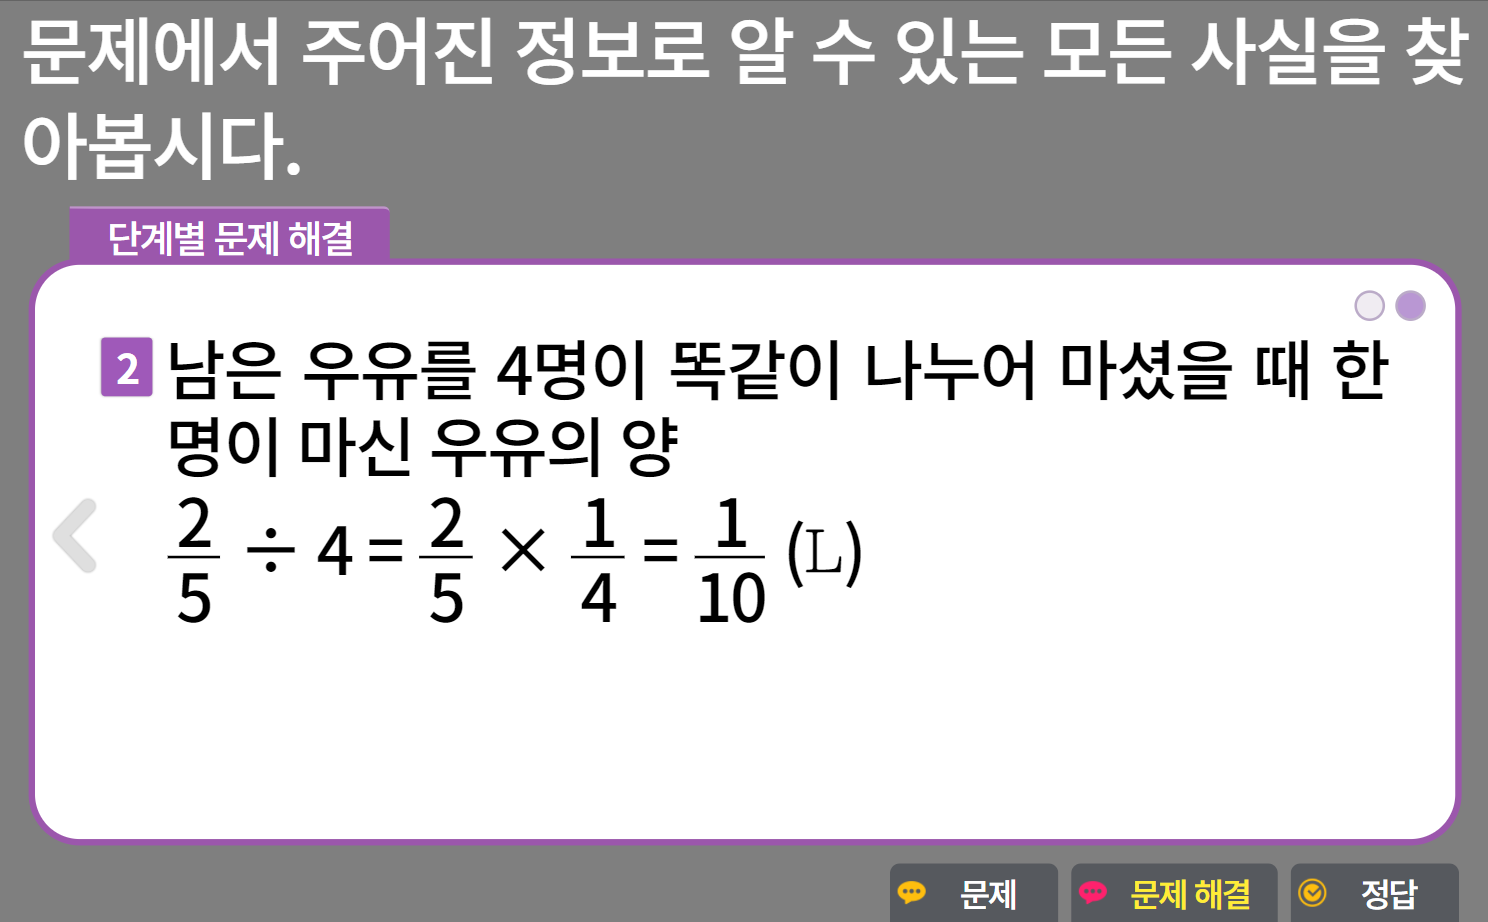 문제에서 주어진 정보로 알 수 있는 모든 사실을 찾
아봅시다.
단계별 문제 해결
2 남은 우유를 4명이 똑같이 나누어 마셨을 때 한
명이 마신 우유의 양
2/5 ÷ 4 = 2/5 × 1/4 = 1/10 (L)
문제 문제 해결 정답